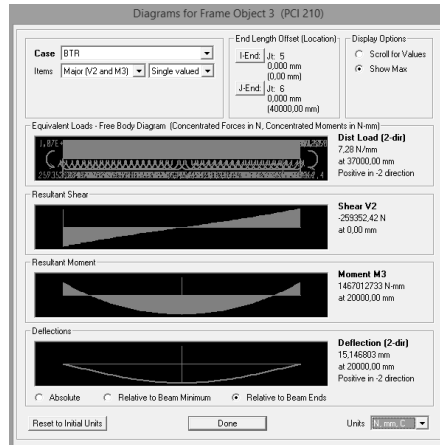 Diagrams for Frame Object 3 (PCI 210)
Case BTR
Items Major (V2 and M3) Single valued
End Length Offset (Location)
I-End: Jt: 5
0,000 mm
(0,00 mm)
J-End: Jt: 6
0,000 mm
(40000,00 mm)
Display Options
Scroll for Values
Show Max
Equivalent Loads - Free Body Diagram (Concentrated Forces in N, Concentrated Moments in N-mm)
Dist Load (2-dir)
7,28 N/mm
at 37000,00 mm
Positive in -2 direction
Resultant Shear
Shear V2
-259352,42 N
at 0,00 mm
Resultant Moment
Moment M3
1467012733 N-mm
at 20000,00 mm
Deflections
Deflection (2-dir)
15,146803 mm
at 20000,00 mm
Positive in -2 direction
Absolute Relative to Beam Minimum Relative to Beam Ends
Reset to Initial Units Done Units N, mm, C